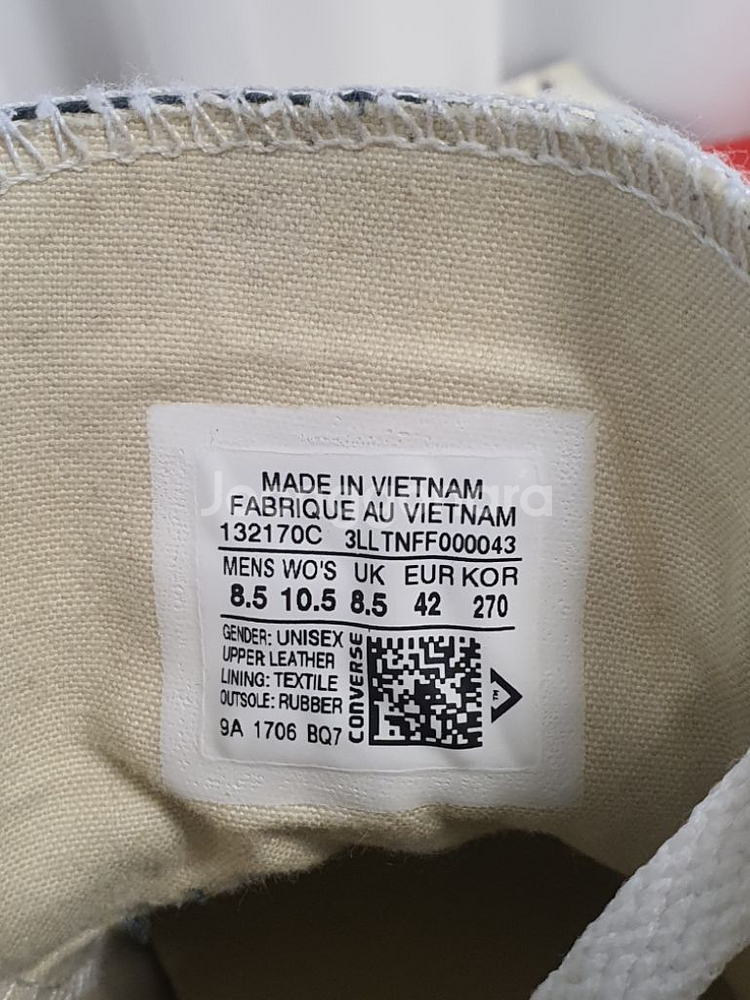 MADE IN VIETNAM
FABRIQUE AU VIETNAM
132170C 3LLTNFF000043
MENS WO'S UK EUR KOR
8.5 10.5 8.5 42 270
GENDER: UNISEX
UPPER: LEATHER
LINING: TEXTILE
OUTSOLE: RUBBER
9A 1706 BQ7
CONVERSE
TM